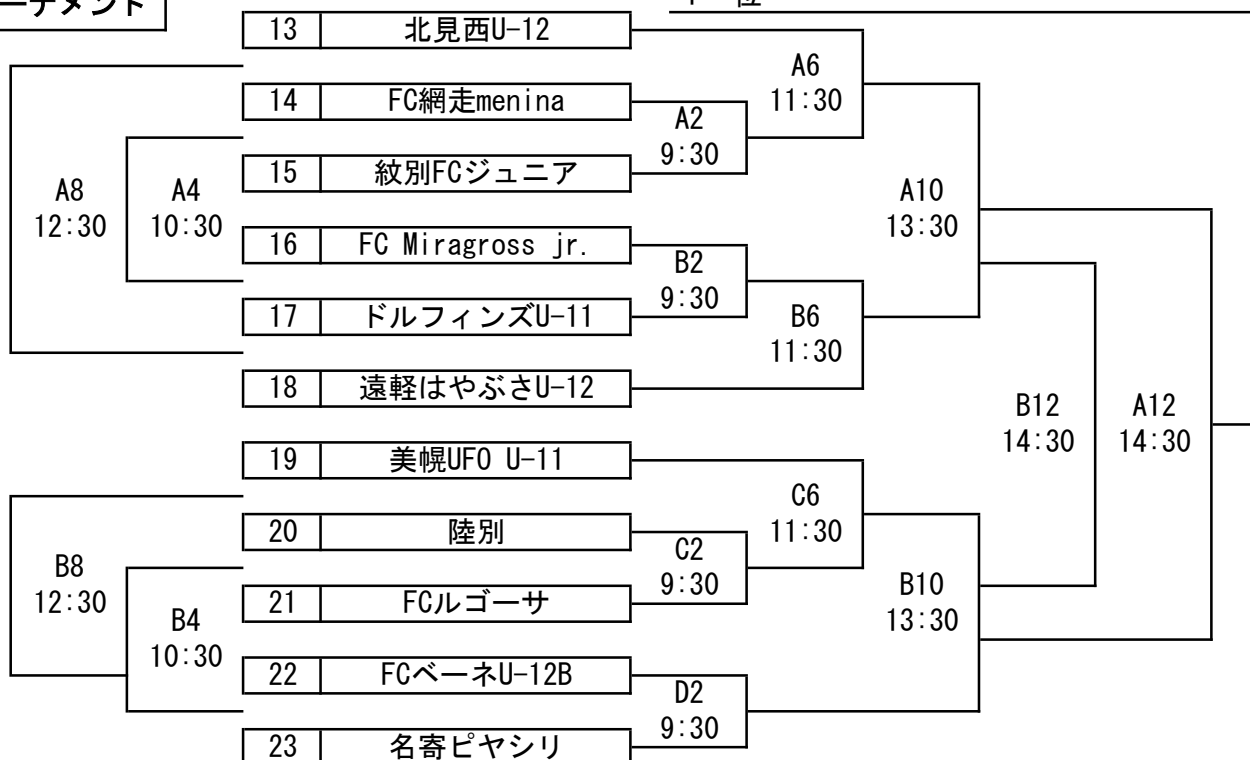 ーナメント
位
13 北見西U-12
A6
11:30
14 FC網走menina
A2
9:30
15 紋別FCジュニア
A8
12:30
A4
10:30
A10
13:30
16 FC Miragross jr.
B2
9:30
17 ドルフィンズU-11
B6
11:30
18 遠軽はやぶさU-12
B12
14:30
A12
14:30
19 美幌UFO U-11
C6
11:30
20 陸別
C2
9:30
21 FCルゴーサ
B8
12:30
B4
10:30
B10
13:30
22 FCベーネU-12B
D2
9:30
23 名寄ピヤシリ